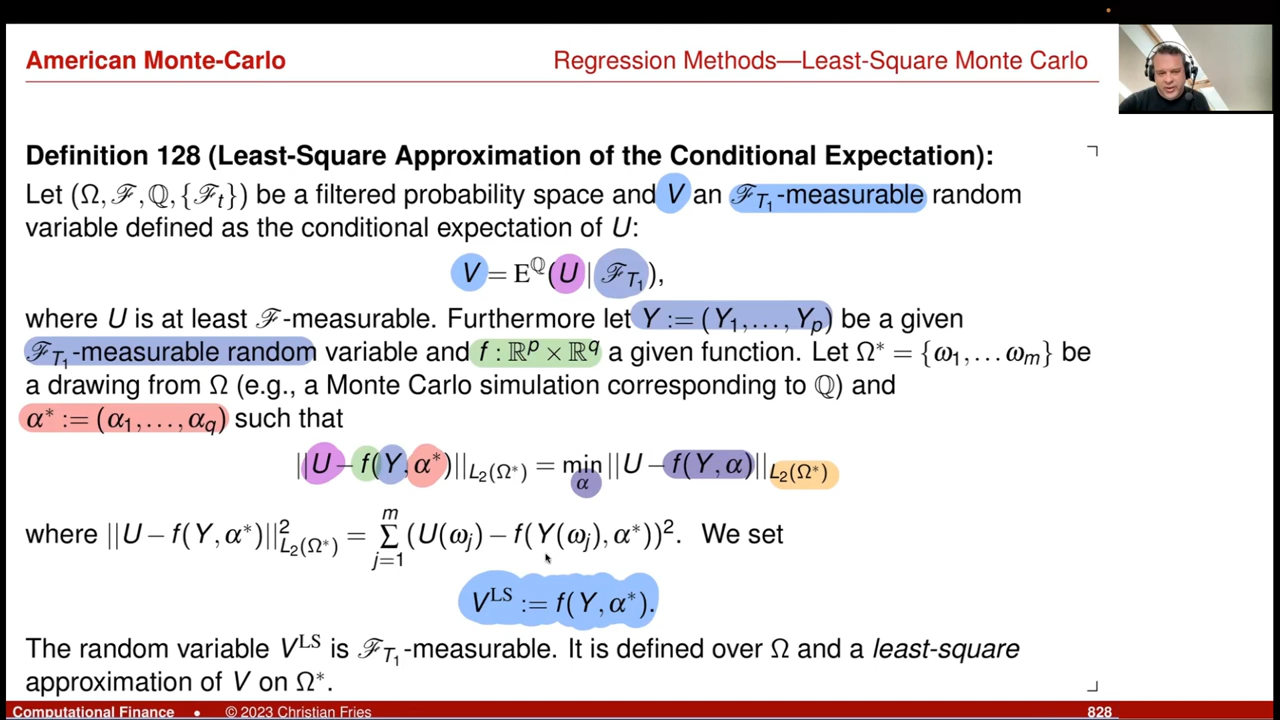 American Monte-Carlo
Regression Methods—Least-Square Monte Carlo
Definition 128 (Least-Square Approximation of the Conditional Expectation):
Let (Ω, ℱ, ℚ, {ℱ_t}) be a filtered probability space and V an ℱ_{T_1}-measurable random
variable defined as the conditional expectation of U:
V = E^ℚ(U | ℱ_{T_1}),
where U is at least ℱ-measurable. Furthermore let Y := (Y_1, …, Y_p) be a given
ℱ_{T_1}-measurable random variable and f : ℝ^p × ℝ^q a given function. Let Ω* = {ω_1, … ω_m} be
a drawing from Ω (e.g., a Monte Carlo simulation corresponding to ℚ) and
α* := (α_1, …, α_q) such that
||U − f(Y, α*)||_{L_2(Ω*)} = min_α ||U − f(Y, α)||_{L_2(Ω*)}
where ||U − f(Y, α*)||²_{L_2(Ω*)} = ∑_{j=1}^m (U(ω_j) − f(Y(ω_j), α*))². We set
V^{LS} := f(Y, α*).
The random variable V^{LS} is ℱ_{T_1}-measurable. It is defined over Ω and a least-square
approximation of V on Ω*.
Computational Finance • © 2023 Christian Fries 828